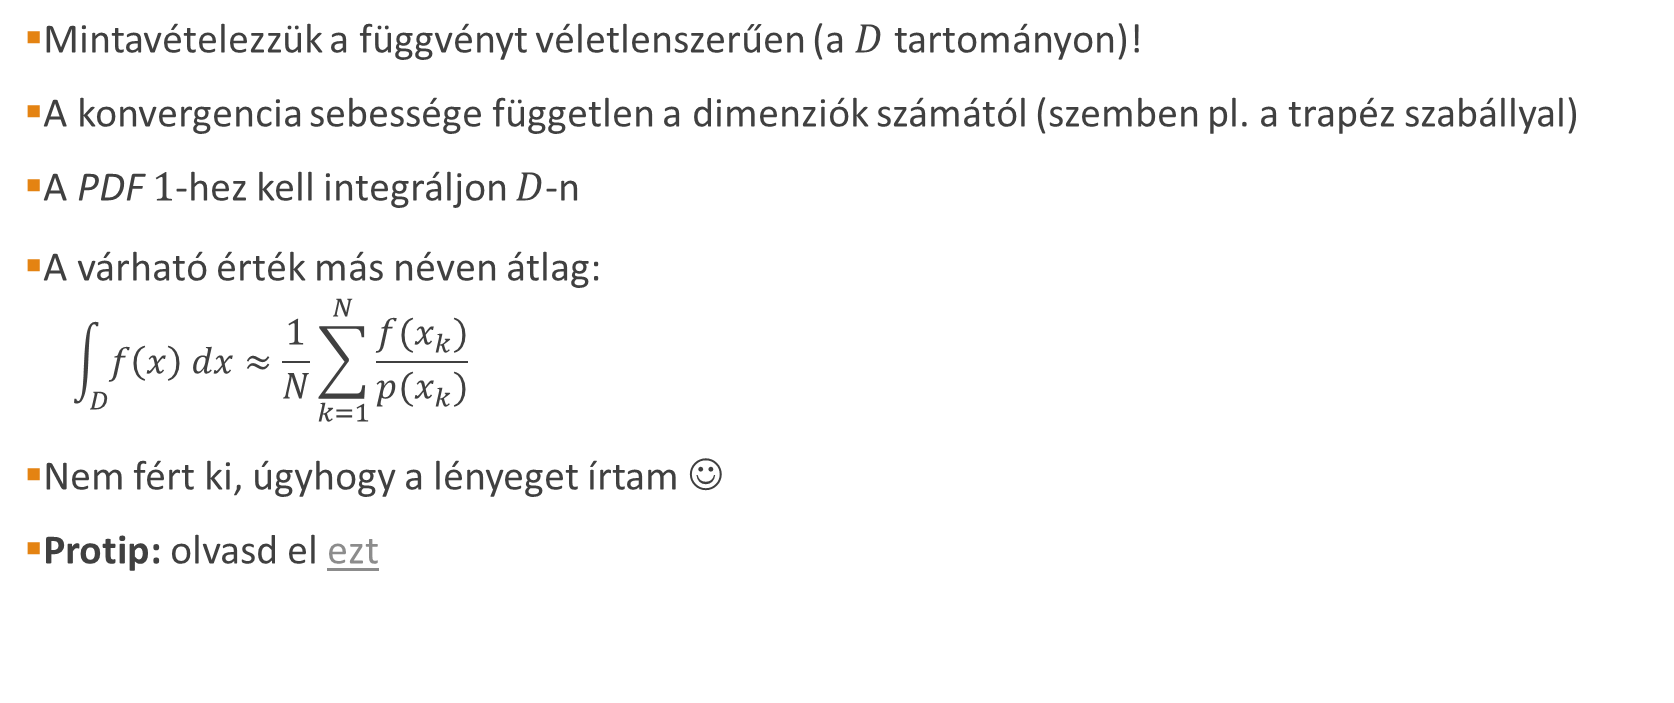 ▪Mintavételezzük a függvényt véletlenszerűen (a D tartományon)!
▪A konvergencia sebessége független a dimenziók számától (szemben pl. a trapéz szabállyal)
▪A PDF 1-hez kell integráljon D-n
▪A várható érték más néven átlag:
∫_D f(x) dx ≈ 1/N ∑_{k=1}^{N} f(x_k)/p(x_k)
▪Nem fért ki, úgyhogy a lényeget írtam ☺
▪Protip: olvasd el ezt